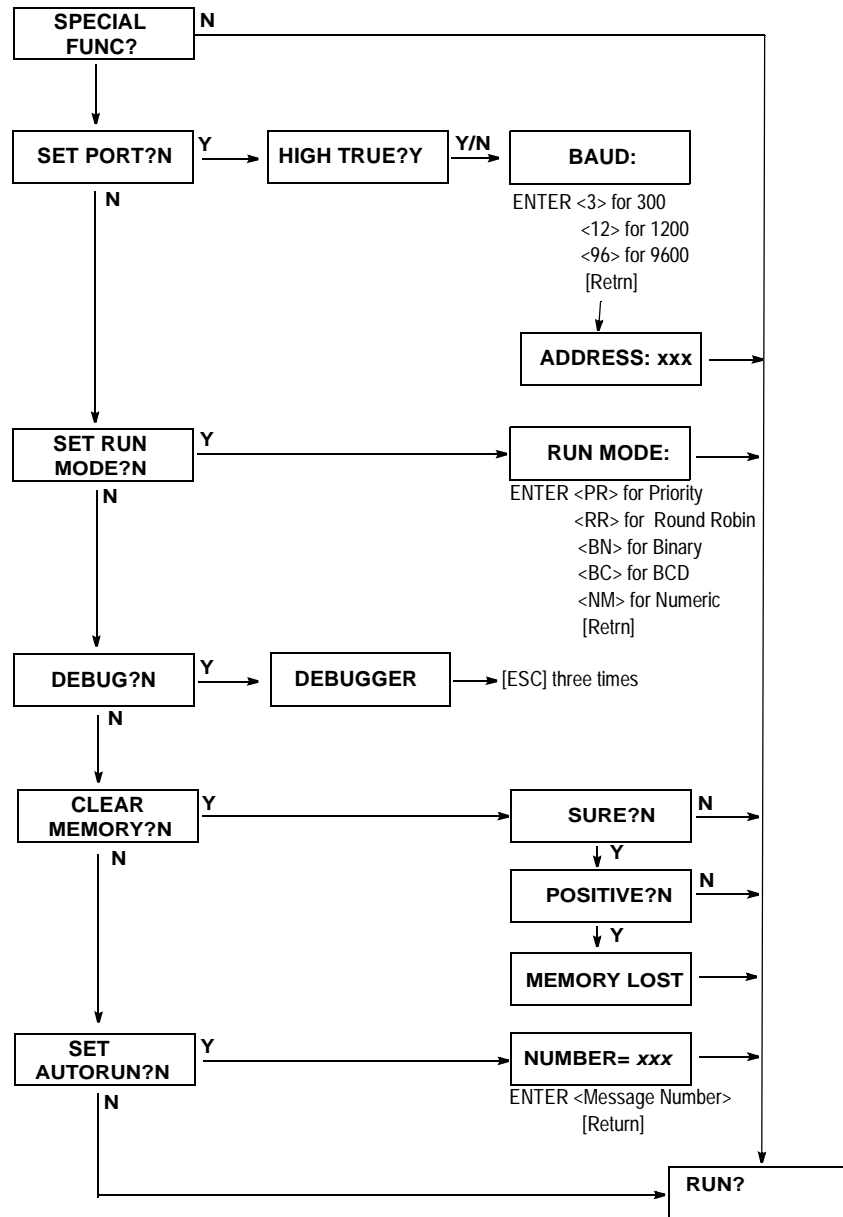 SPECIAL
FUNC?
N
SET PORT?N
Y
HIGH TRUE?Y
Y/N
BAUD:
N
ENTER <3> for 300
<12> for 1200
<96> for 9600
[Retrn]
ADDRESS: xxx
SET RUN
MODE?N
Y
RUN MODE:
N
ENTER <PR> for Priority
<RR> for Round Robin
<BN> for Binary
<BC> for BCD
<NM> for Numeric
[Retrn]
DEBUG?N
Y
DEBUGGER
[ESC] three times
N
CLEAR
MEMORY?N
Y
SURE?N
N
N
Y
POSITIVE?N
N
Y
MEMORY LOST
SET
AUTORUN?N
Y
NUMBER= xxx
N
ENTER <Message Number>
[Return]
RUN?